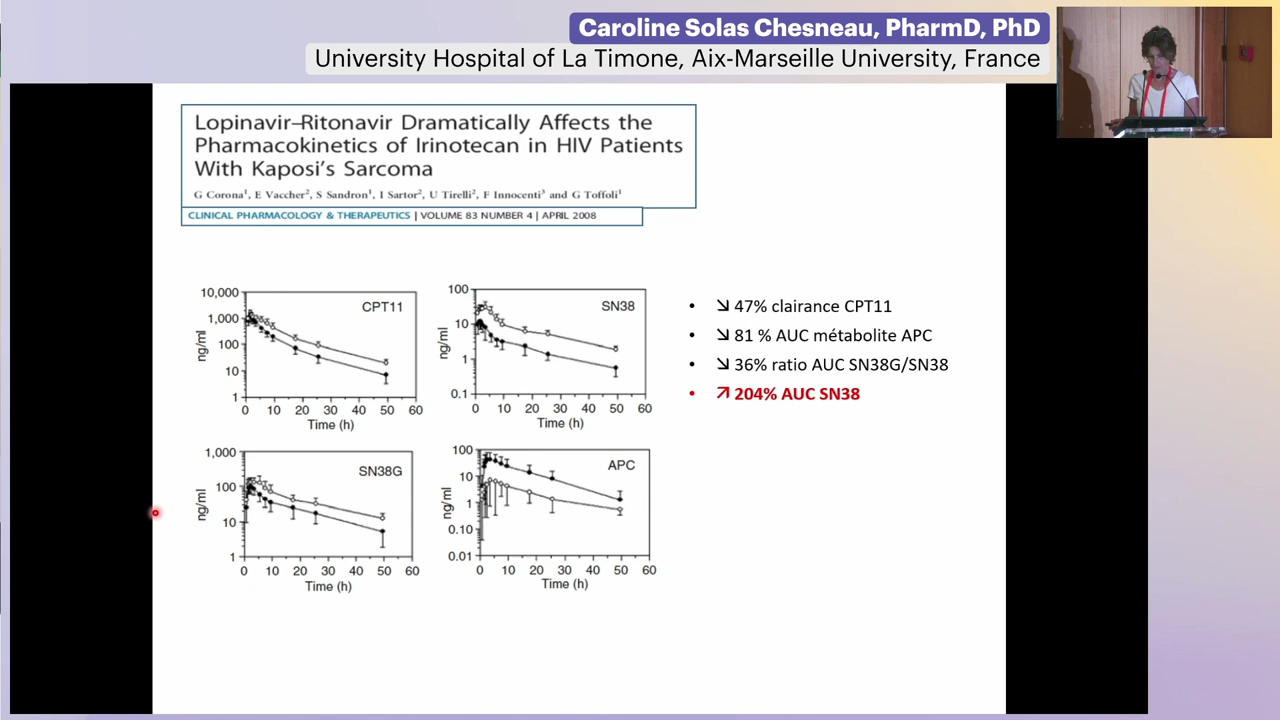 Caroline Solas Chesneau, PharmD, PhD
University Hospital of La Timone, Aix-Marseille University, France
Lopinavir–Ritonavir Dramatically Affects the
Pharmacokinetics of Irinotecan in HIV Patients
With Kaposi's Sarcoma
G Corona¹, E Vaccher², S Sandron¹, I Sartor², U Tirelli², F Innocenti³ and G Toffoli¹
CLINICAL PHARMACOLOGY & THERAPEUTICS | VOLUME 83 NUMBER 4 | APRIL 2008
CPT11
10,000
1,000
100
10
1
ng/ml
0 10 20 30 40 50 60
Time (h)
SN38
100
10
1
0.1
ng/ml
0 10 20 30 40 50 60
Time (h)
SN38G
1,000
100
10
1
ng/ml
0 10 20 30 40 50 60
Time (h)
APC
100
10
1
0.10
0.01
ng/ml
0 10 20 30 40 50 60
Time (h)
• ↘ 47% clairance CPT11
• ↘ 81 % AUC métabolite APC
• ↘ 36% ratio AUC SN38G/SN38
• ↗ 204% AUC SN38